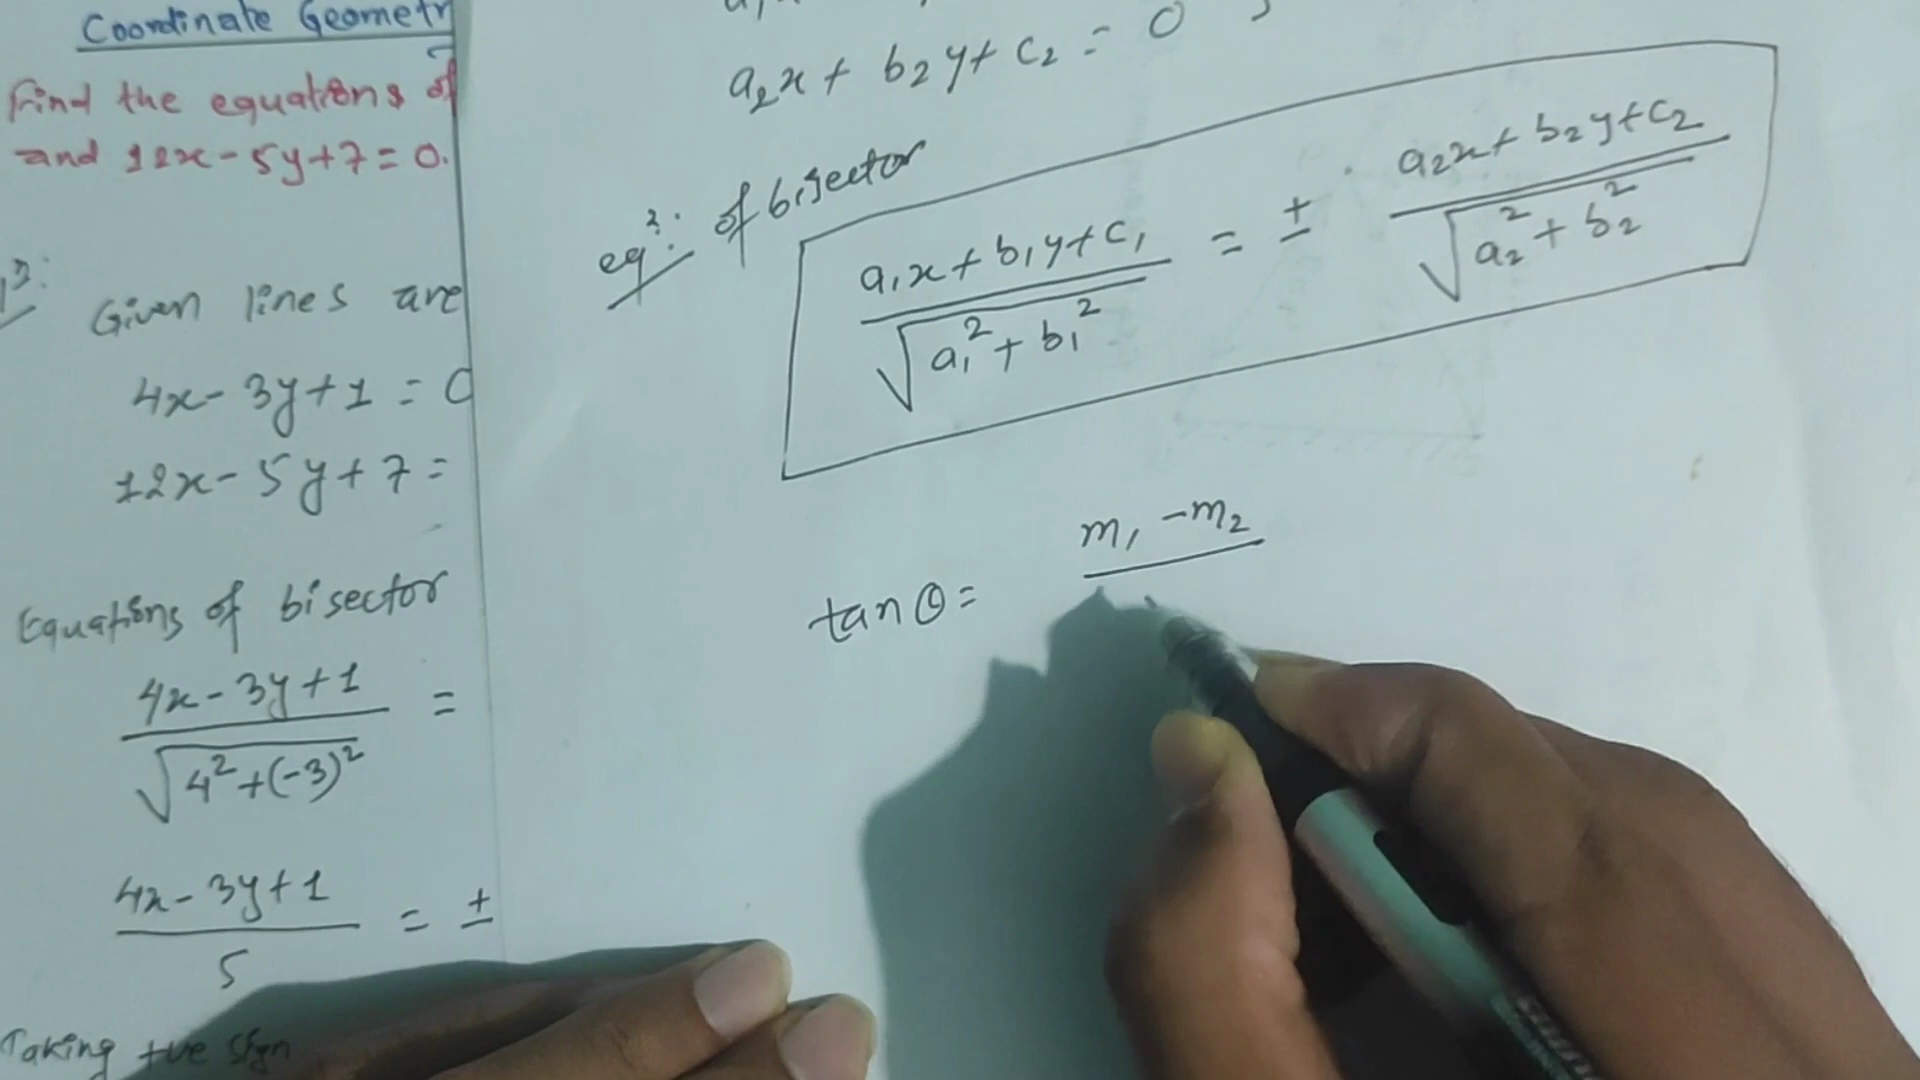 Coordinate Geometr
Find the equations of
and 12x-5y+7=0.
Given lines are
4x-3y+1=0
12x-5y+7=
Equations of bisector
4x-3y+1 =
√4²+(-3)²
4x-3y+1 = ±
5
Taking +ve sign
a₂x+b₂y+c₂=0
eqⁿ: of bisector
a₁x+b₁y+c₁ = ± a₂x+b₂y+c₂
√a₁²+b₁² √a₂²+b₂²
m₁-m₂
tan θ=